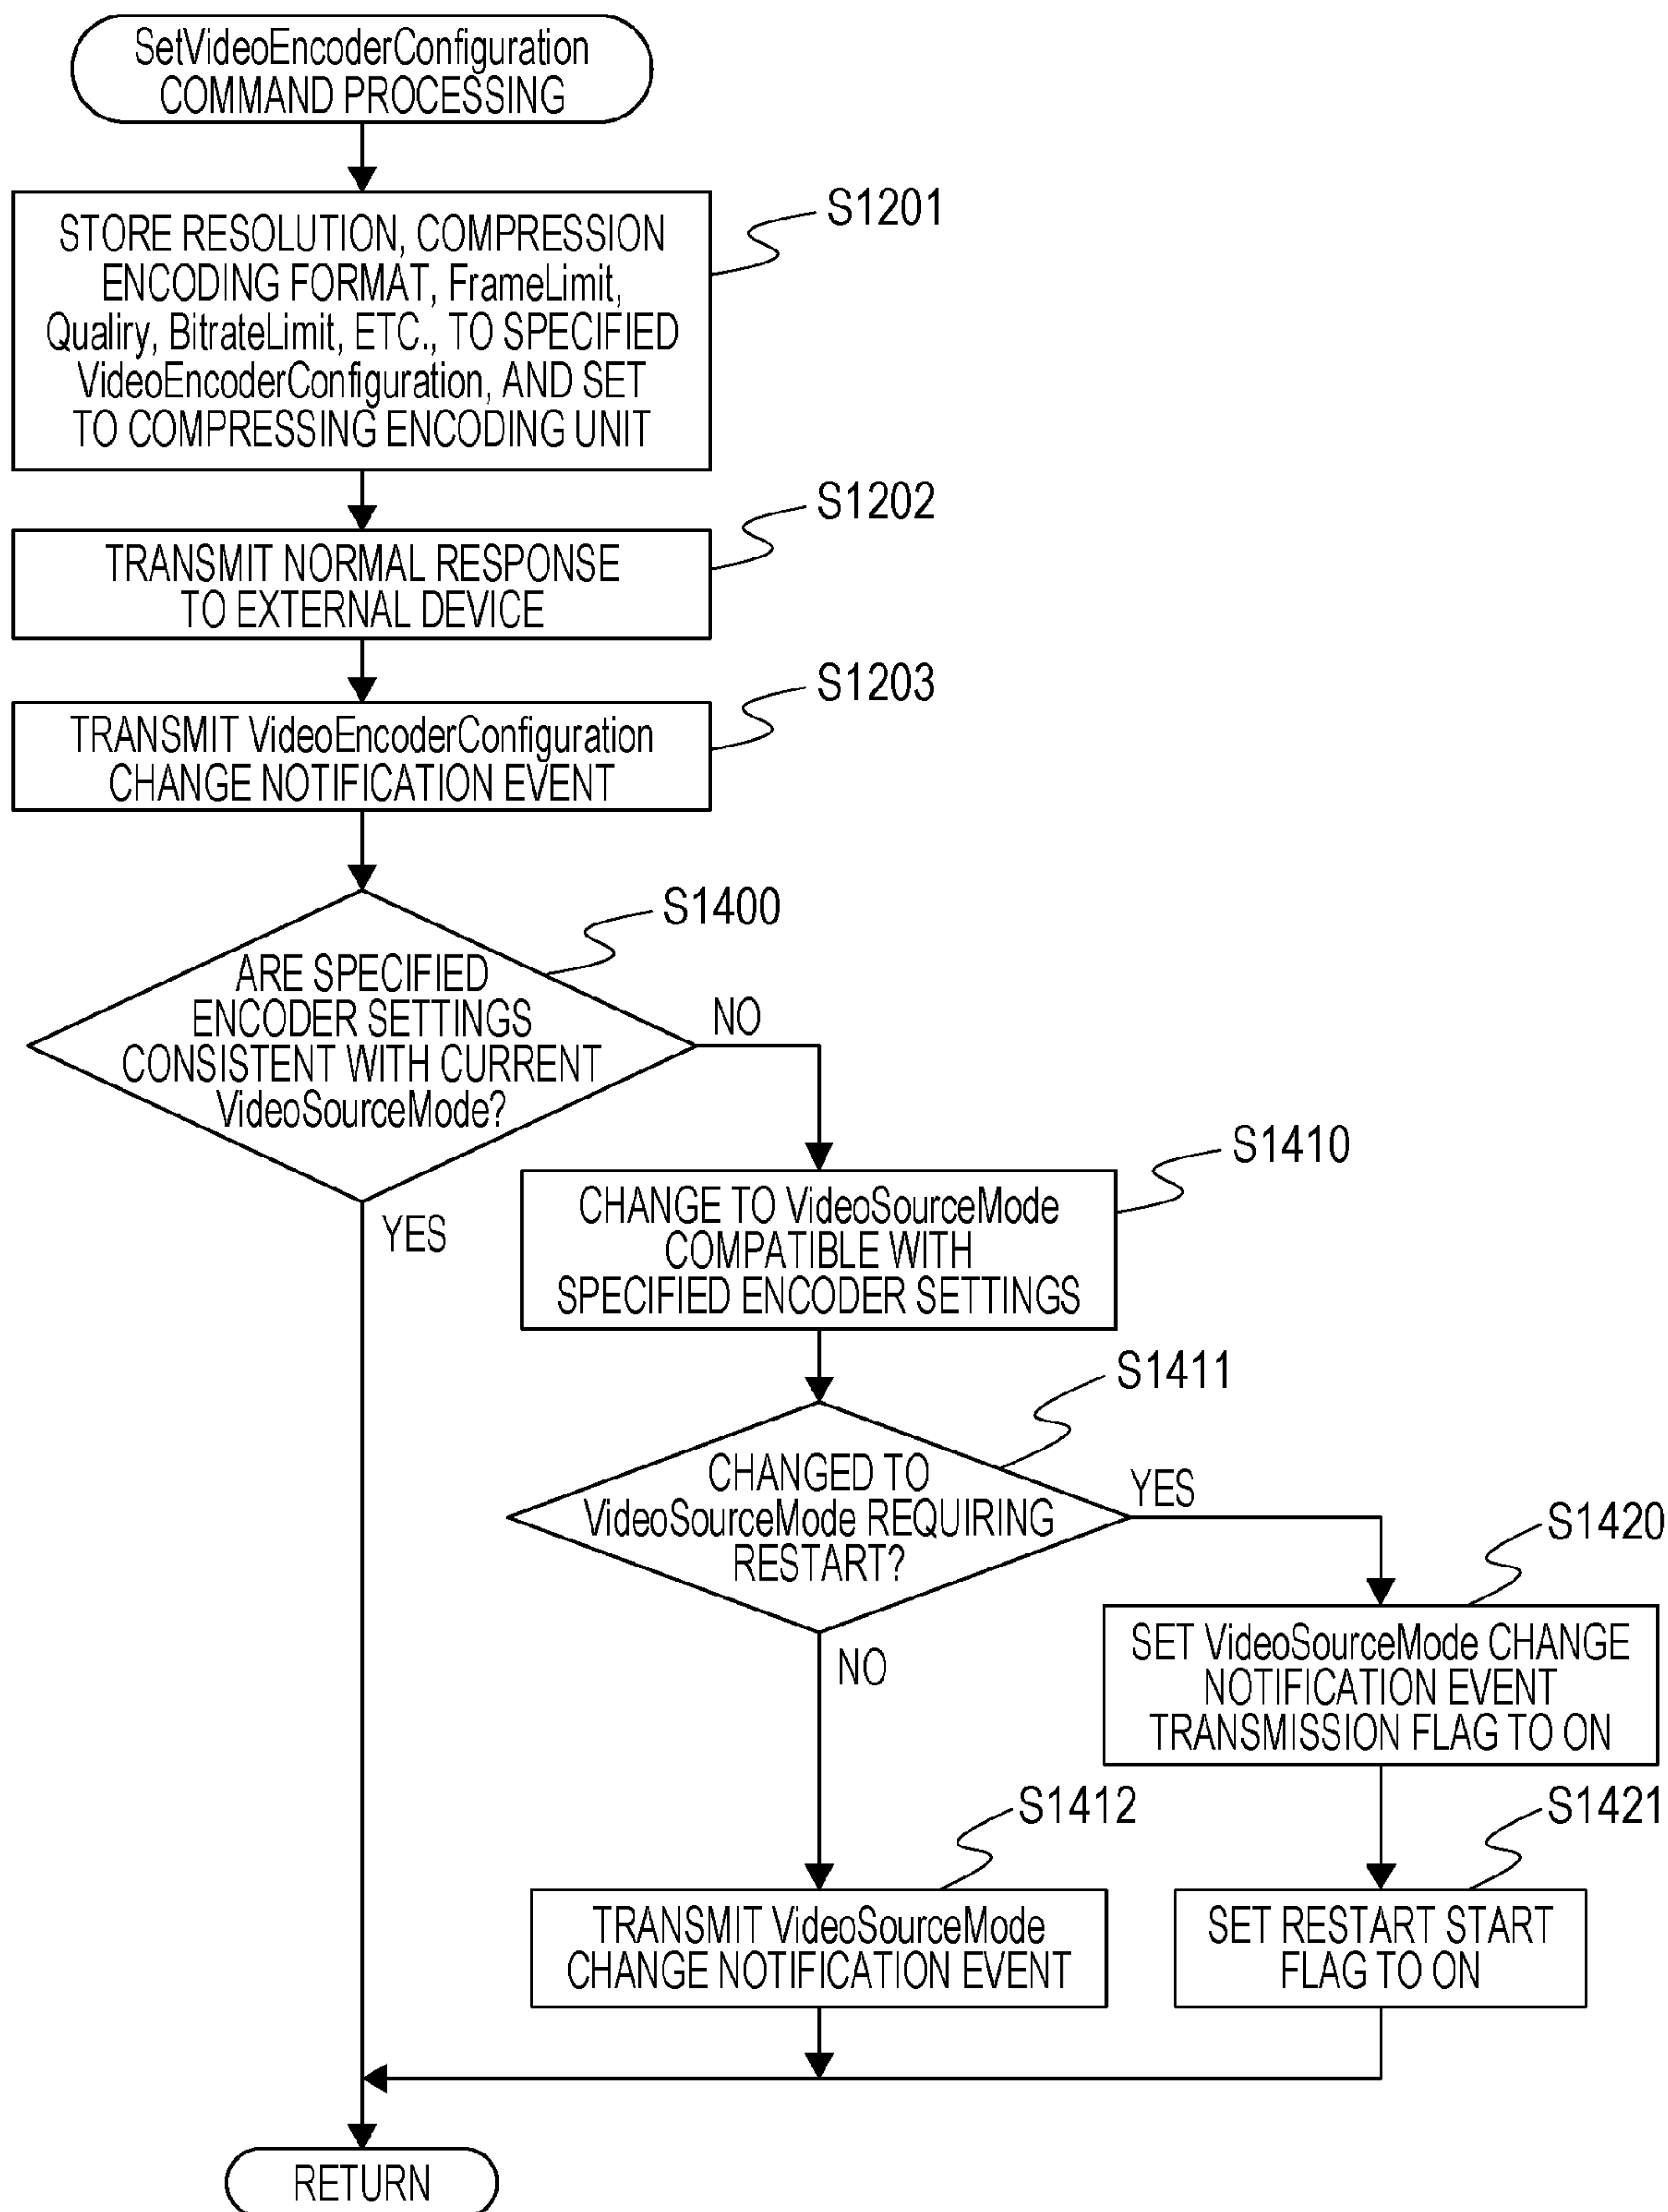 SetVideoEncoderConfiguration
COMMAND PROCESSING
S1201
STORE RESOLUTION, COMPRESSION
ENCODING FORMAT, FrameLimit,
Qualiry, BitrateLimit, ETC., TO SPECIFIED
VideoEncoderConfiguration, AND SET
TO COMPRESSING ENCODING UNIT
S1202
TRANSMIT NORMAL RESPONSE
TO EXTERNAL DEVICE
S1203
TRANSMIT VideoEncoderConfiguration
CHANGE NOTIFICATION EVENT
S1400
ARE SPECIFIED
ENCODER SETTINGS
CONSISTENT WITH CURRENT
VideoSourceMode?
NO
YES
S1410
CHANGE TO VideoSourceMode
COMPATIBLE WITH
SPECIFIED ENCODER SETTINGS
S1411
CHANGED TO
VideoSourceMode REQUIRING
RESTART?
YES
NO
S1420
SET VideoSourceMode CHANGE
NOTIFICATION EVENT
TRANSMISSION FLAG TO ON
S1412
TRANSMIT VideoSourceMode
CHANGE NOTIFICATION EVENT
S1421
SET RESTART START
FLAG TO ON
RETURN